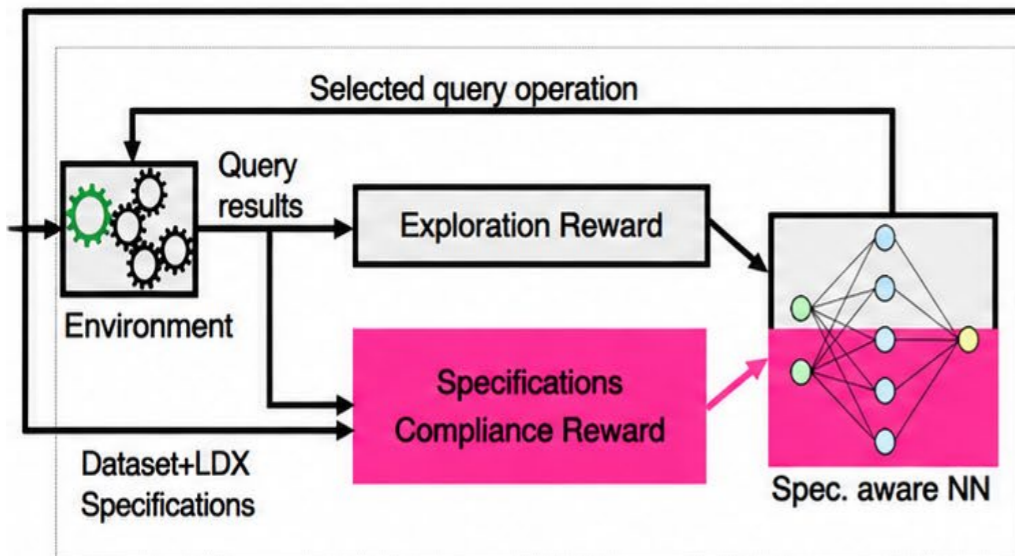 Selected query operation
Query
results
Exploration Reward
Environment
Specifications
Compliance Reward
Dataset+LDX
Specifications
Spec. aware NN